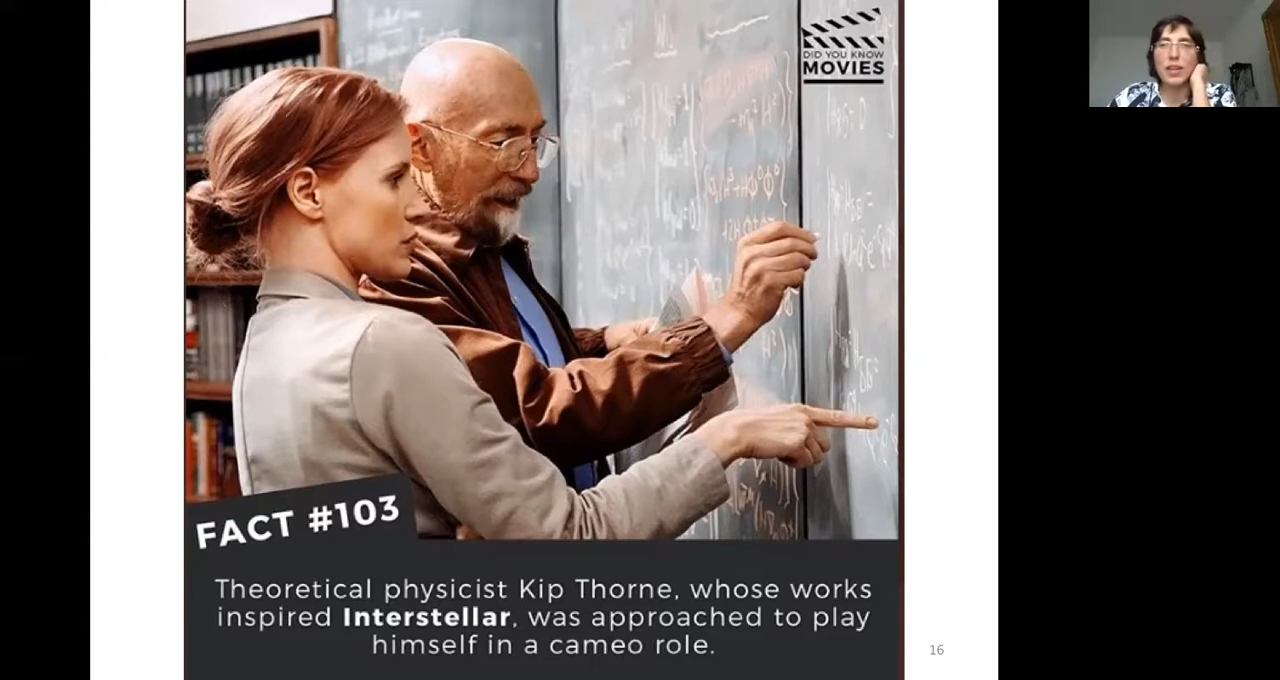 DID YOU KNOW
MOVIES
FACT #103
Theoretical physicist Kip Thorne, whose works
inspired Interstellar, was approached to play
himself in a cameo role.
16